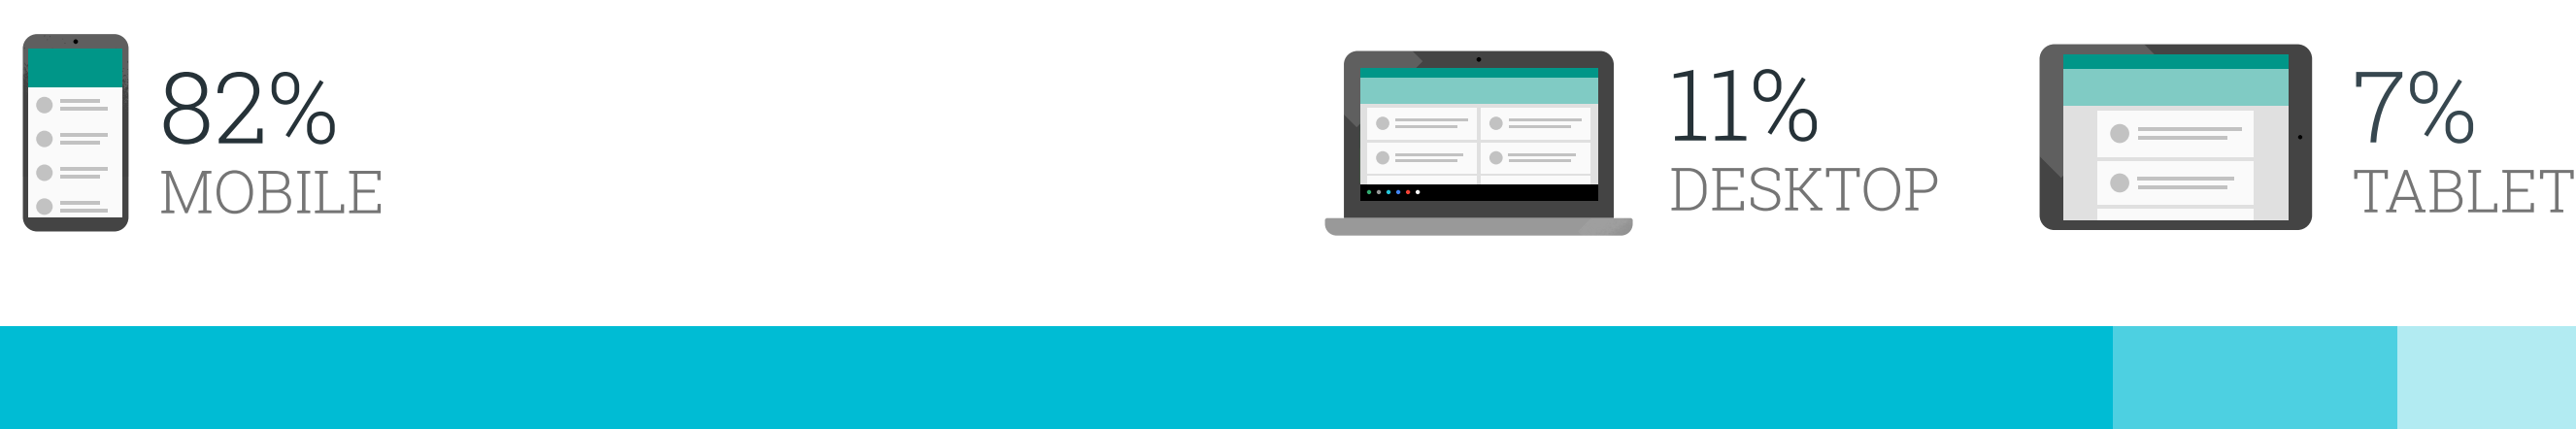 82%
MOBILE
11%
DESKTOP
7%
TABLET